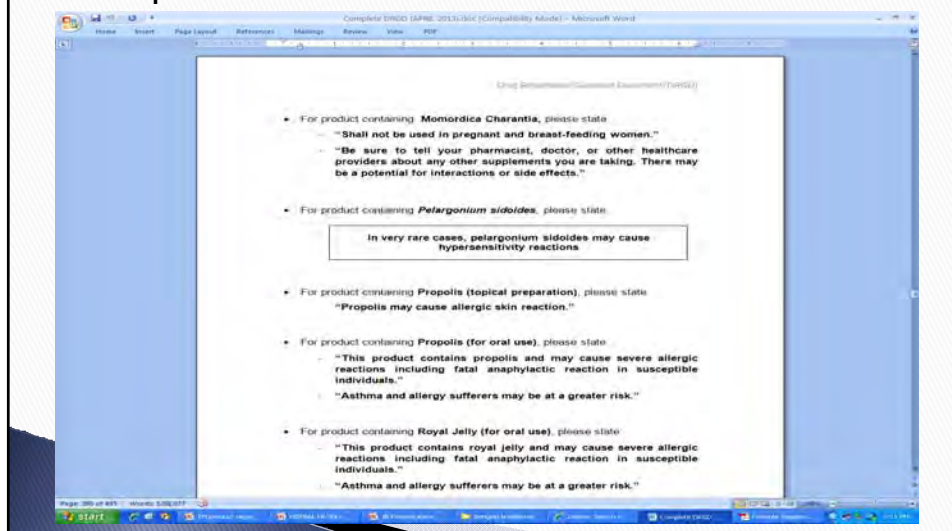 Complete DRGD (APRIL 2013).doc [Compatibility Mode] - Microsoft Word
Home Insert Page Layout References Mailings Review View PDF
Drug Registration Guidance Document (DRGD)
• For product containing Momordica Charantia, please state
- "Shall not be used in pregnant and breast-feeding women."
- "Be sure to tell your pharmacist, doctor, or other healthcare
providers about any other supplements you are taking. There may
be a potential for interactions or side effects."
• For product containing Pelargonium sidoides, please state
In very rare cases, pelargonium sidoides may cause
hypersensitivity reactions
• For product containing Propolis (topical preparation), please state
"Propolis may cause allergic skin reaction."
• For product containing Propolis (for oral use), please state
- "This product contains propolis and may cause severe allergic
reactions including fatal anaphylactic reaction in susceptible
individuals."
- "Asthma and allergy sufferers may be at a greater risk."
• For product containing Royal Jelly (for oral use), please state
- "This product contains royal jelly and may cause severe allergic
reactions including fatal anaphylactic reaction in susceptible
individuals."
- "Asthma and allergy sufferers may be at a greater risk."
start